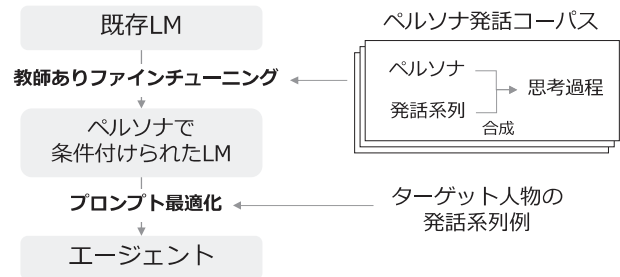 既存LM
教師ありファインチューニング
ペルソナで
条件付けられたLM
プロンプト最適化
エージェント
ペルソナ発話コーパス
ペルソナ
発話系列
思考過程
合成
ターゲット人物の
発話系列例